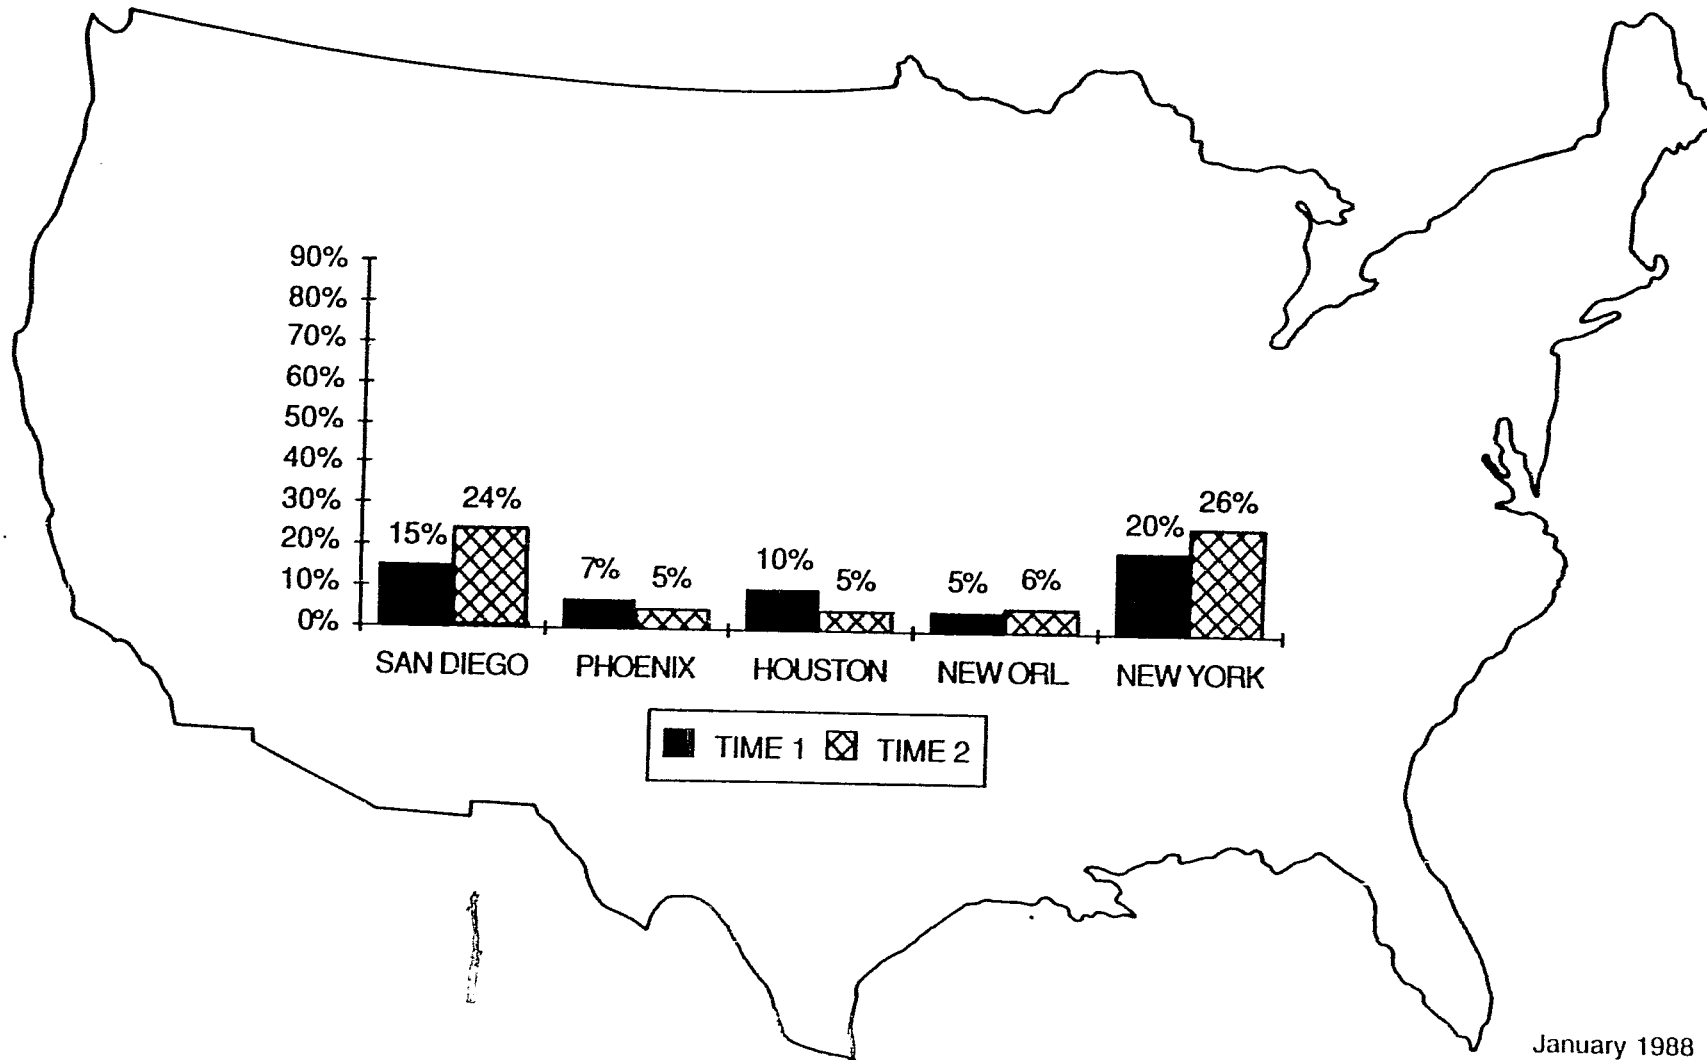 90%
80%
70%
60%
50%
40%
30%
20%
10%
0%
15% 24% 7% 5% 10% 5% 5% 6% 20% 26%
SAN DIEGO PHOENIX HOUSTON NEW ORL NEW YORK
TIME 1 TIME 2
January 1988